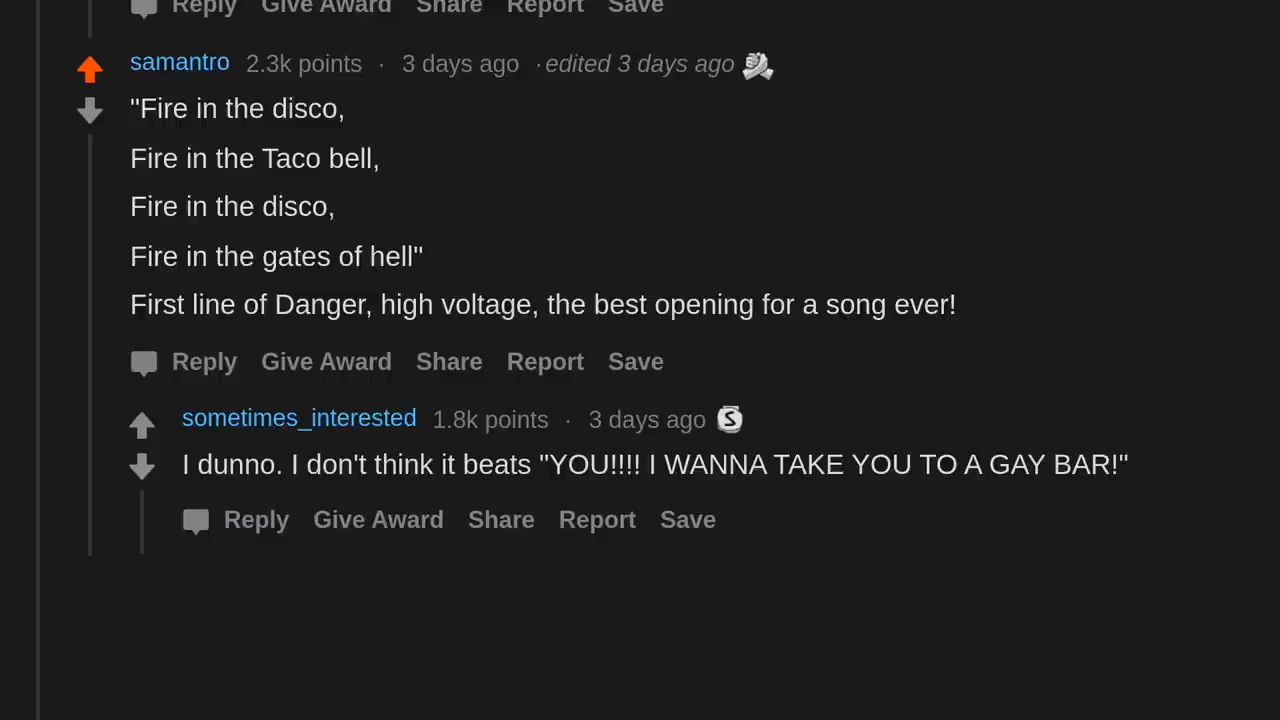 Reply Give Award Share Report Save
samantro 2.3k points · 3 days ago · edited 3 days ago
"Fire in the disco,
Fire in the Taco bell,
Fire in the disco,
Fire in the gates of hell"
First line of Danger, high voltage, the best opening for a song ever!
Reply Give Award Share Report Save
sometimes_interested 1.8k points · 3 days ago S
I dunno. I don't think it beats "YOU!!!! I WANNA TAKE YOU TO A GAY BAR!"
Reply Give Award Share Report Save